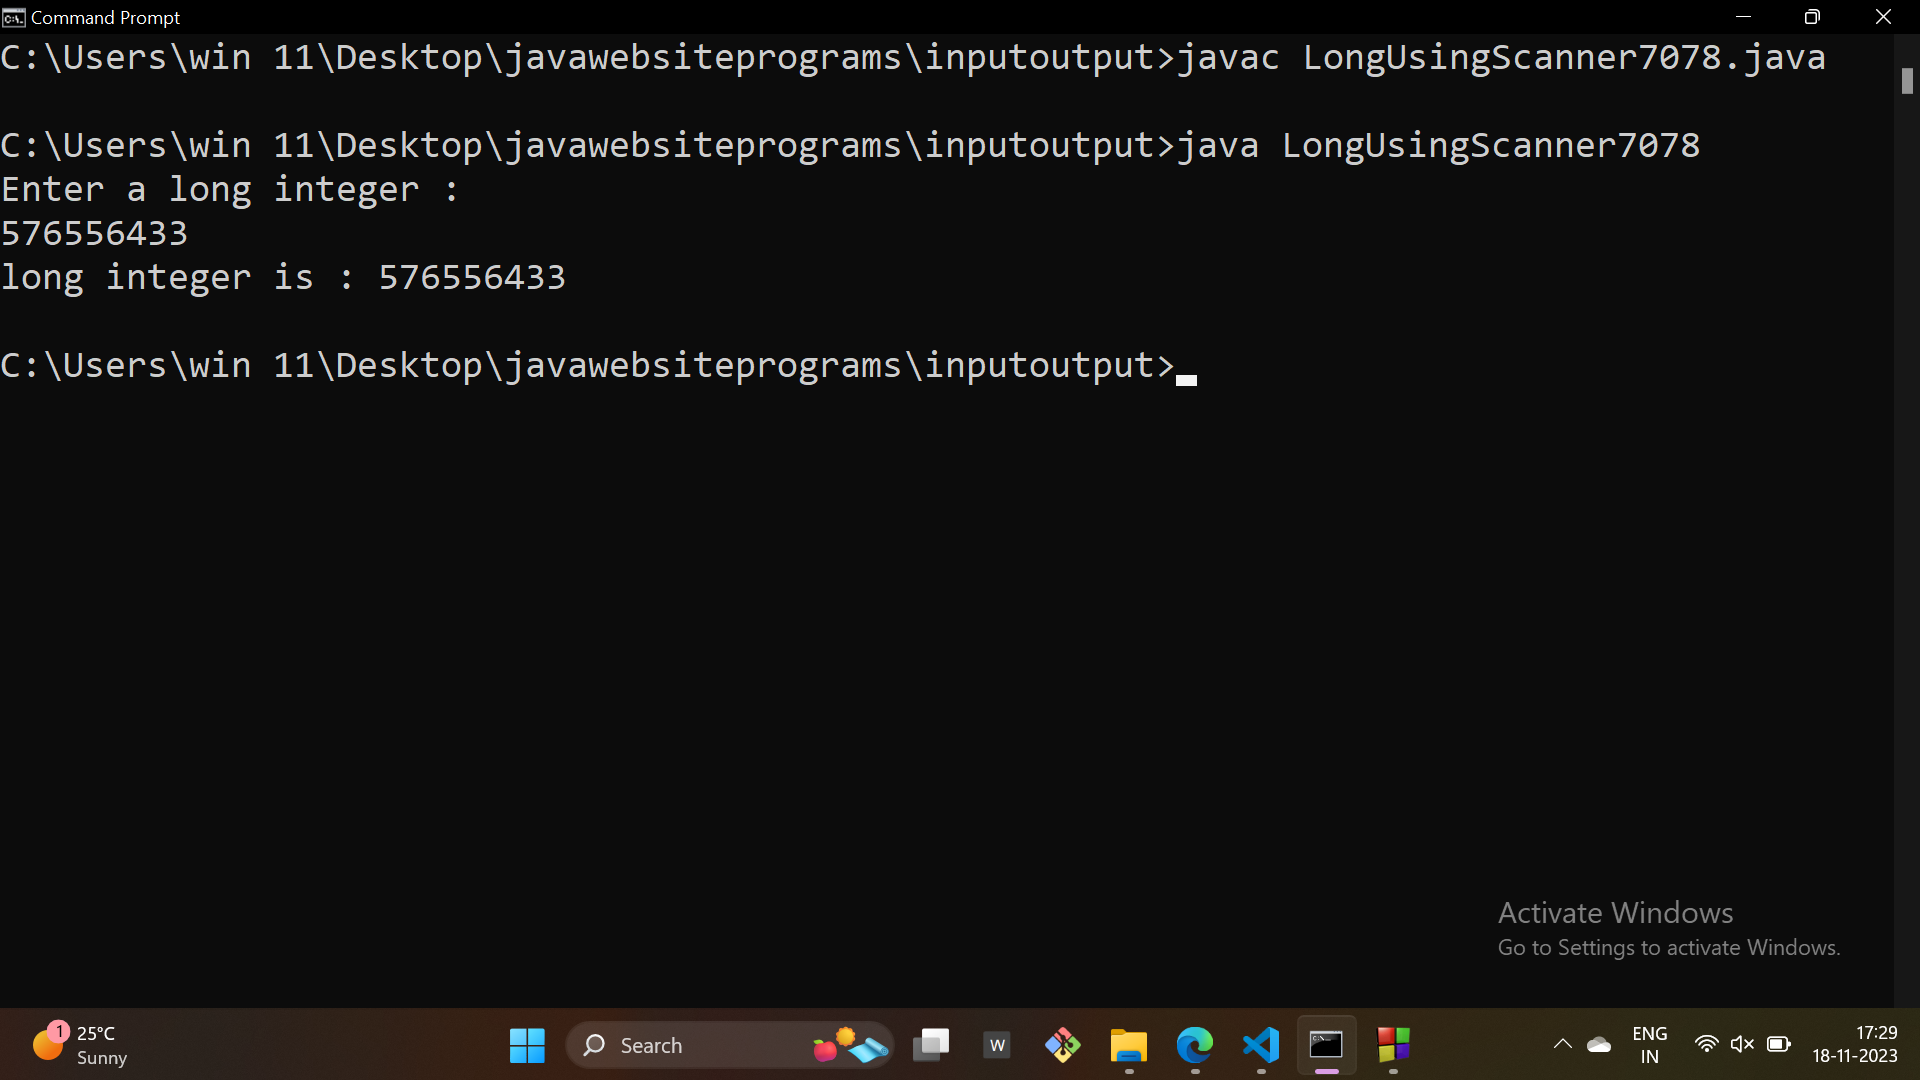 Command Prompt
C:\Users\win 11\Desktop\javawebsiteprograms\inputoutput>javac LongUsingScanner7078.java
C:\Users\win 11\Desktop\javawebsiteprograms\inputoutput>java LongUsingScanner7078
Enter a long integer :
576556433
long integer is : 576556433
C:\Users\win 11\Desktop\javawebsiteprograms\inputoutput>
Activate Windows
Go to Settings to activate Windows.
1
25°C
Sunny
Search
W
ENG
IN
17:29
18-11-2023